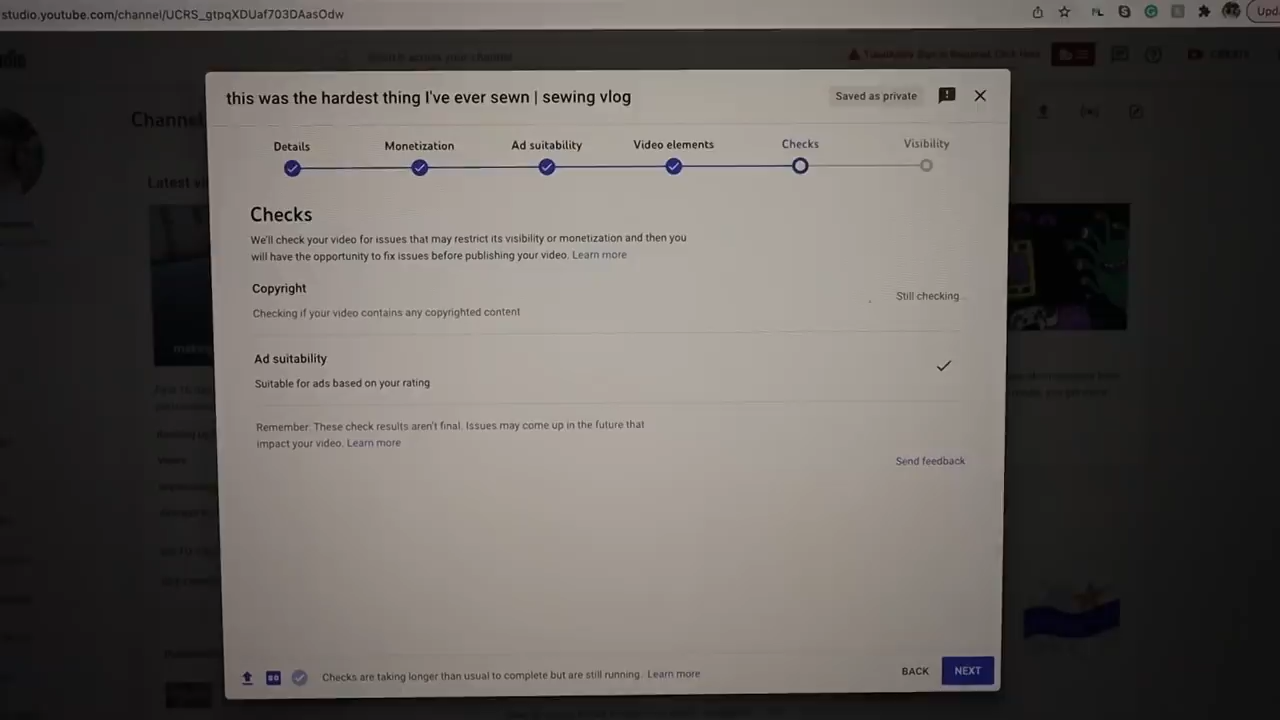 studio.youtube.com/channel/UCRS_gtpqXDUaf703DAasOdw
Upd
this was the hardest thing I've ever sewn | sewing vlog
Saved as private
Details
Monetization
Ad suitability
Video elements
Checks
Visibility
Channel
Latest vi
Checks
We'll check your video for issues that may restrict its visibility or monetization and then you
will have the opportunity to fix issues before publishing your video. Learn more
Copyright
Still checking
Checking if your video contains any copyrighted content
Ad suitability
Suitable for ads based on your rating
Remember: These check results aren't final. Issues may come up in the future that
impact your video. Learn more
Send feedback
Checks are taking longer than usual to complete but are still running. Learn more
BACK
NEXT